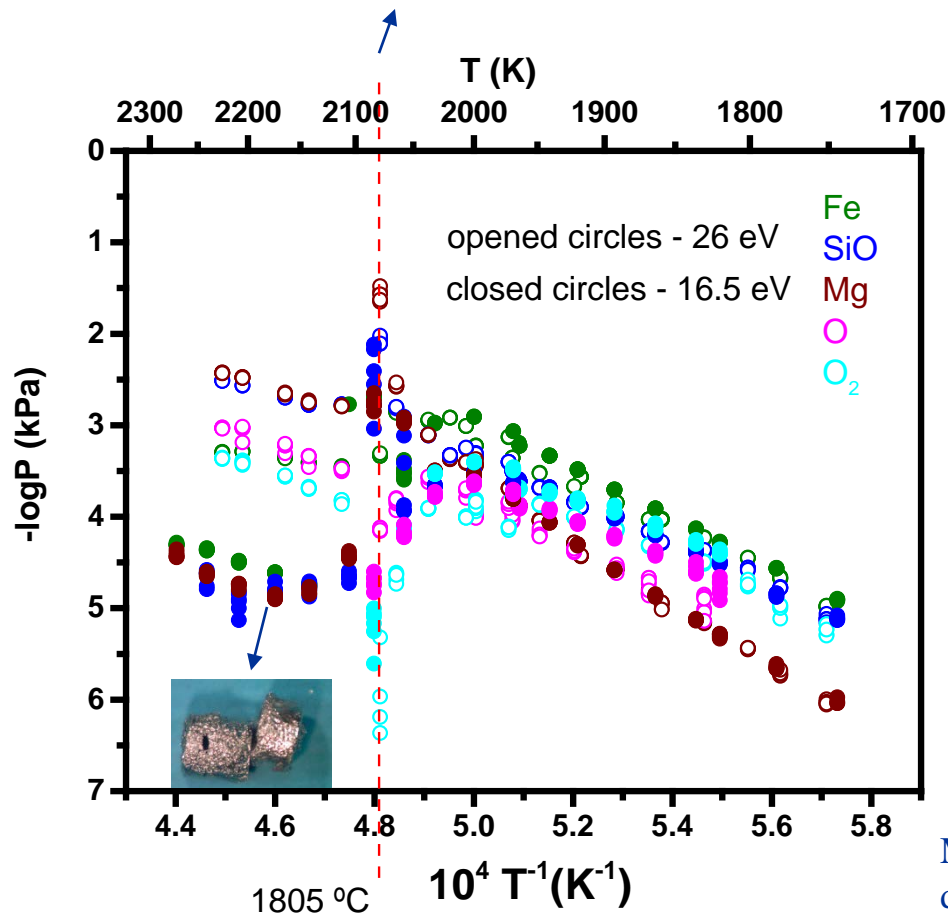 T (K)
2300 2200 2100 2000 1900 1800 1700
0
1
2
3
4
5
6
7
-logP (kPa)
opened circles - 26 eV
closed circles - 16.5 eV
Fe
SiO
Mg
O
O₂
4.4 4.6 4.8 5.0 5.2 5.4 5.6 5.8
1805 ºC
10⁴ T⁻¹(K⁻¹)